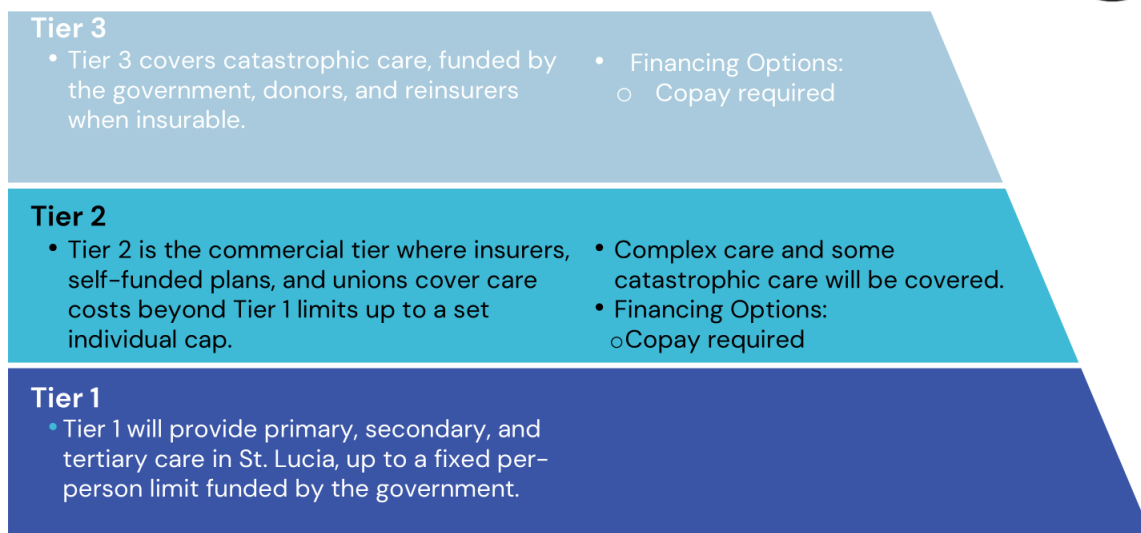 Tier 3
• Tier 3 covers catastrophic care, funded by
the government, donors, and reinsurers
when insurable.
• Financing Options:
o Copay required
Tier 2
• Tier 2 is the commercial tier where insurers,
self-funded plans, and unions cover care
costs beyond Tier 1 limits up to a set
individual cap.
• Complex care and some
catastrophic care will be covered.
• Financing Options:
oCopay required
Tier 1
• Tier 1 will provide primary, secondary, and
tertiary care in St. Lucia, up to a fixed per-
person limit funded by the government.